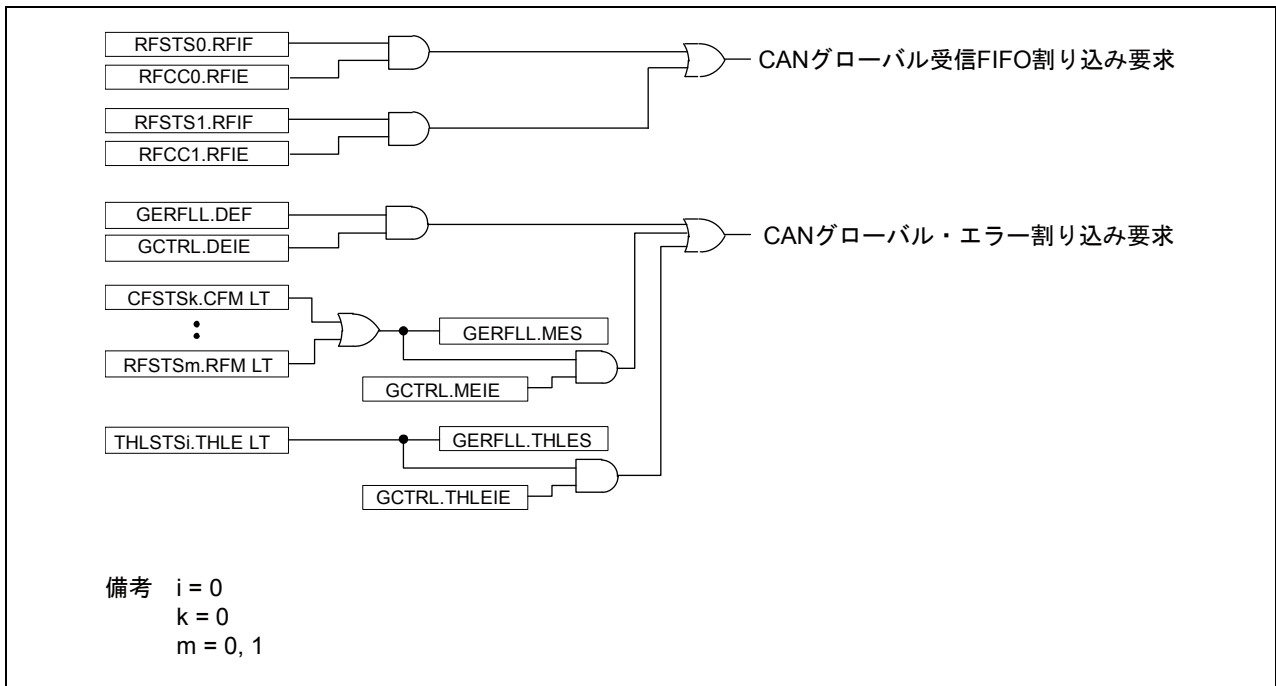 RFSTS0.RFIF
RFCC0.RFIE
CANグローバル受信FIFO割り込み要求
RFSTS1.RFIF
RFCC1.RFIE
GERFLL.DEF
GCTRL.DEIE
CANグローバル・エラー割り込み要求
CFSTSk.CFM LT
GERFLL.MES
RFSTSm.RFM LT
GCTRL.MEIE
THLSTSi.THLE LT
GERFLL.THLES
GCTRL.THLEIE
備考 i = 0
k = 0
m = 0, 1